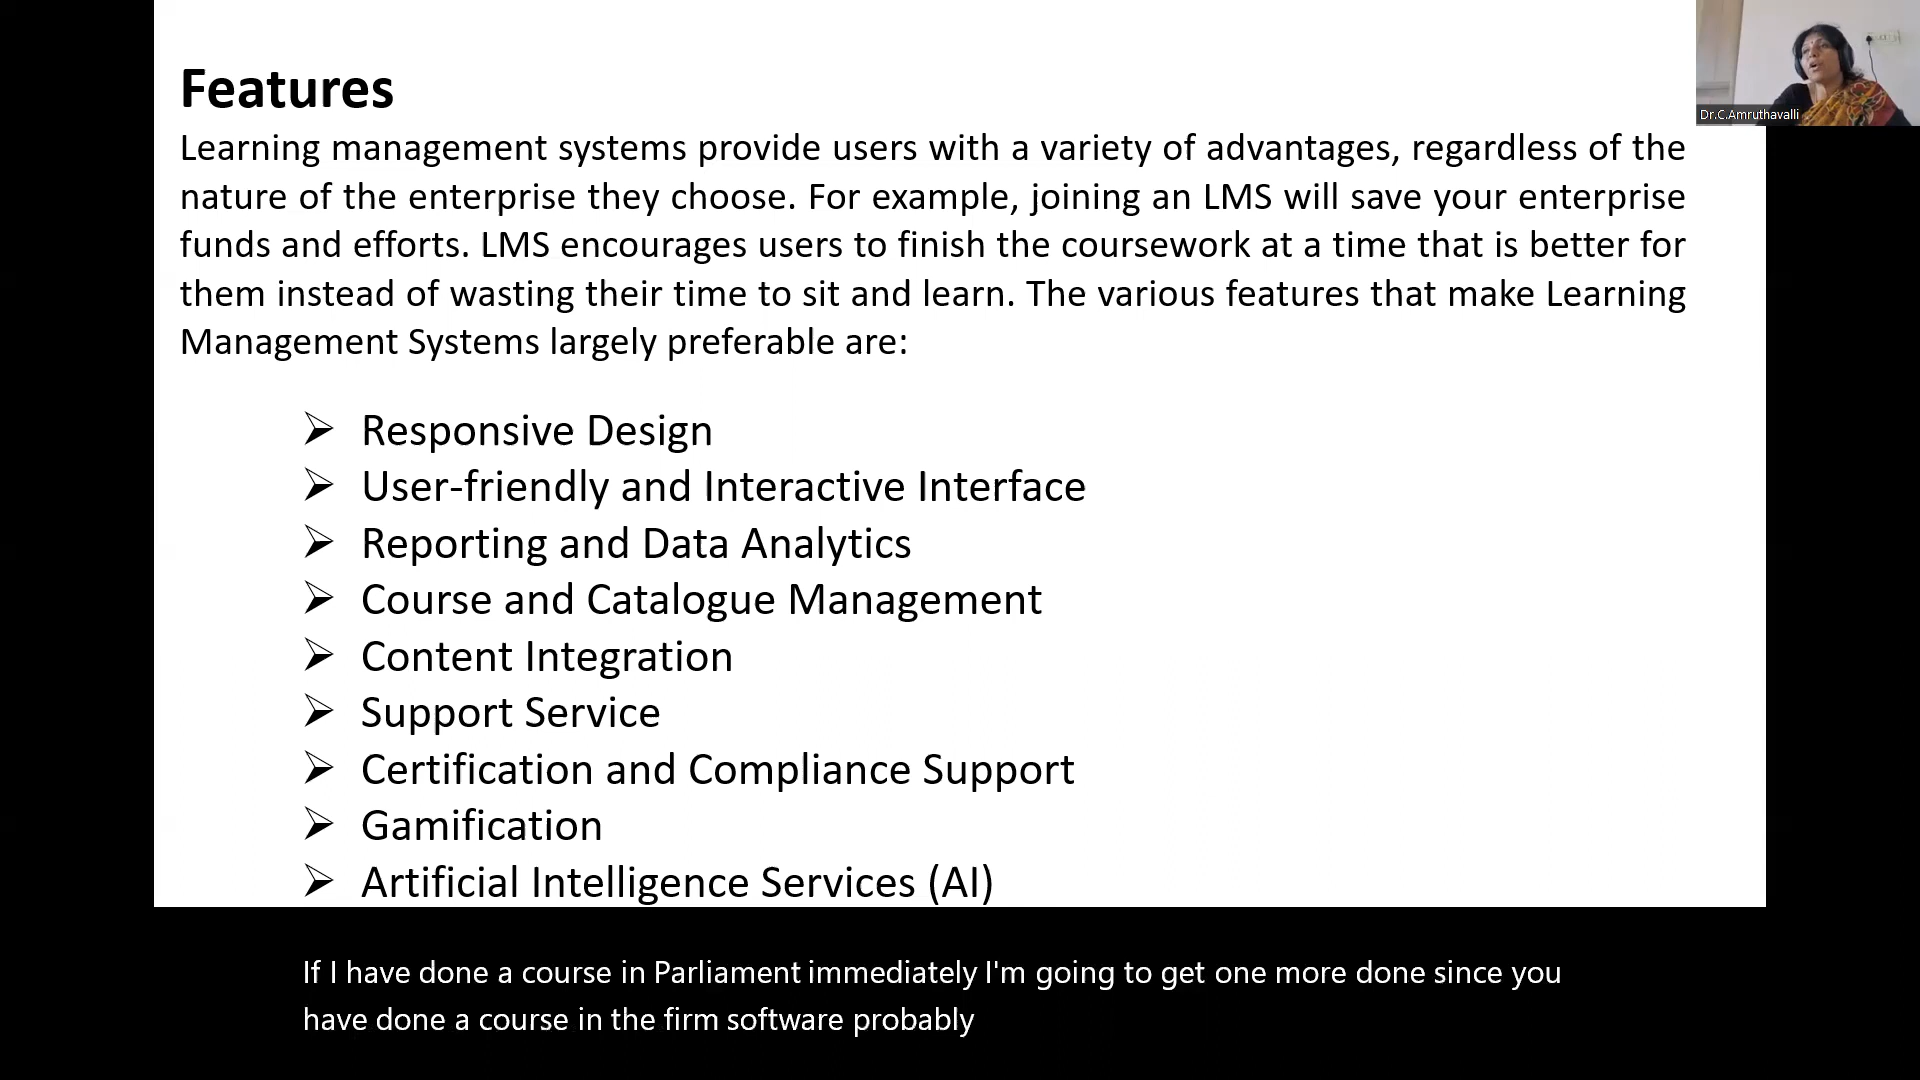 Features
Learning management systems provide users with a variety of advantages, regardless of the
nature of the enterprise they choose. For example, joining an LMS will save your enterprise
funds and efforts. LMS encourages users to finish the coursework at a time that is better for
them instead of wasting their time to sit and learn. The various features that make Learning
Management Systems largely preferable are:
➢ Responsive Design
➢ User-friendly and Interactive Interface
➢ Reporting and Data Analytics
➢ Course and Catalogue Management
➢ Content Integration
➢ Support Service
➢ Certification and Compliance Support
➢ Gamification
➢ Artificial Intelligence Services (AI)
Dr.C.Amruthavalli
If I have done a course in Parliament immediately I'm going to get one more done since you
have done a course in the firm software probably